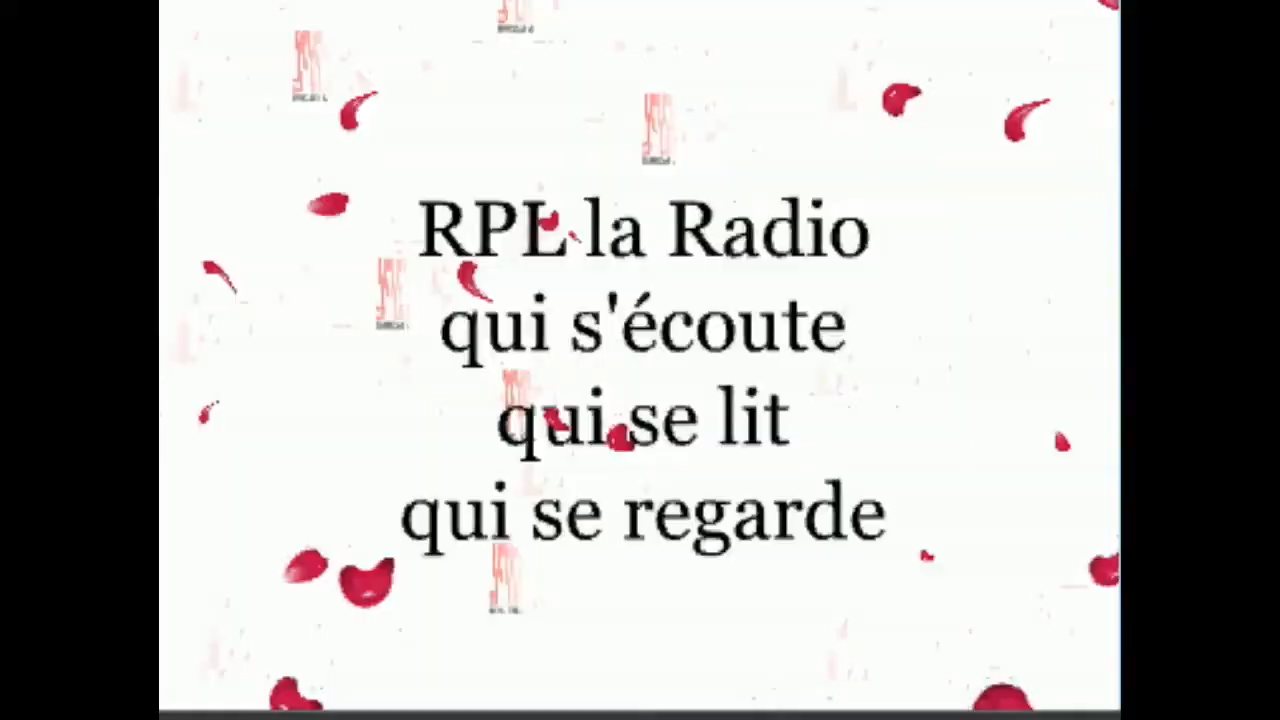 RPL la Radio
qui s'écoute
qui se lit
qui se regarde